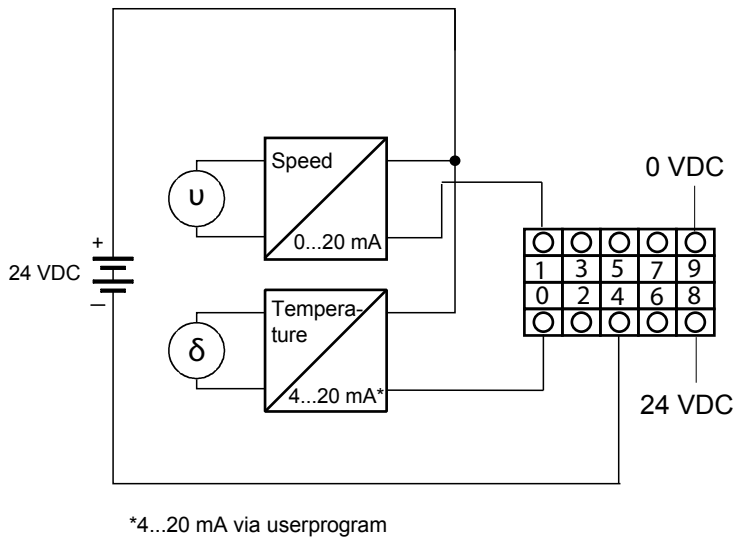 Speed
υ
0...20 mA
0 VDC
+
24 VDC
–
1 3 5 7 9
0 2 4 6 8
Tempera-
ture
δ
4...20 mA*
24 VDC
*4...20 mA via userprogram